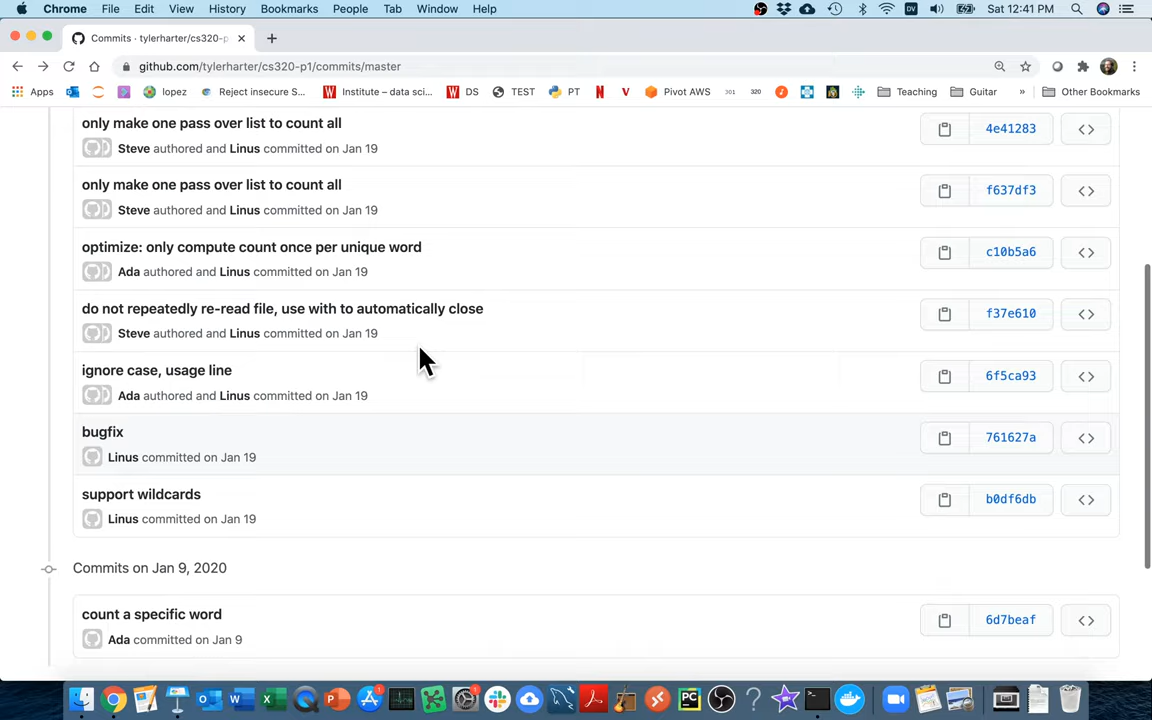 Chrome File Edit View History Bookmarks People Tab Window Help
DV
Sat 12:41 PM
Commits · tylerharter/cs320-p
github.com/tylerharter/cs320-p1/commits/master
Apps lopez Reject insecure S... Institute – data sci... DS TEST PT Pivot AWS 301 320 Teaching Guitar » Other Bookmarks
only make one pass over list to count all
4e41283
Steve authored and Linus committed on Jan 19
only make one pass over list to count all
f637df3
Steve authored and Linus committed on Jan 19
optimize: only compute count once per unique word
c10b5a6
Ada authored and Linus committed on Jan 19
do not repeatedly re-read file, use with to automatically close
f37e610
Steve authored and Linus committed on Jan 19
ignore case, usage line
6f5ca93
Ada authored and Linus committed on Jan 19
bugfix
761627a
Linus committed on Jan 19
support wildcards
b0df6db
Linus committed on Jan 19
Commits on Jan 9, 2020
count a specific word
6d7beaf
Ada committed on Jan 9